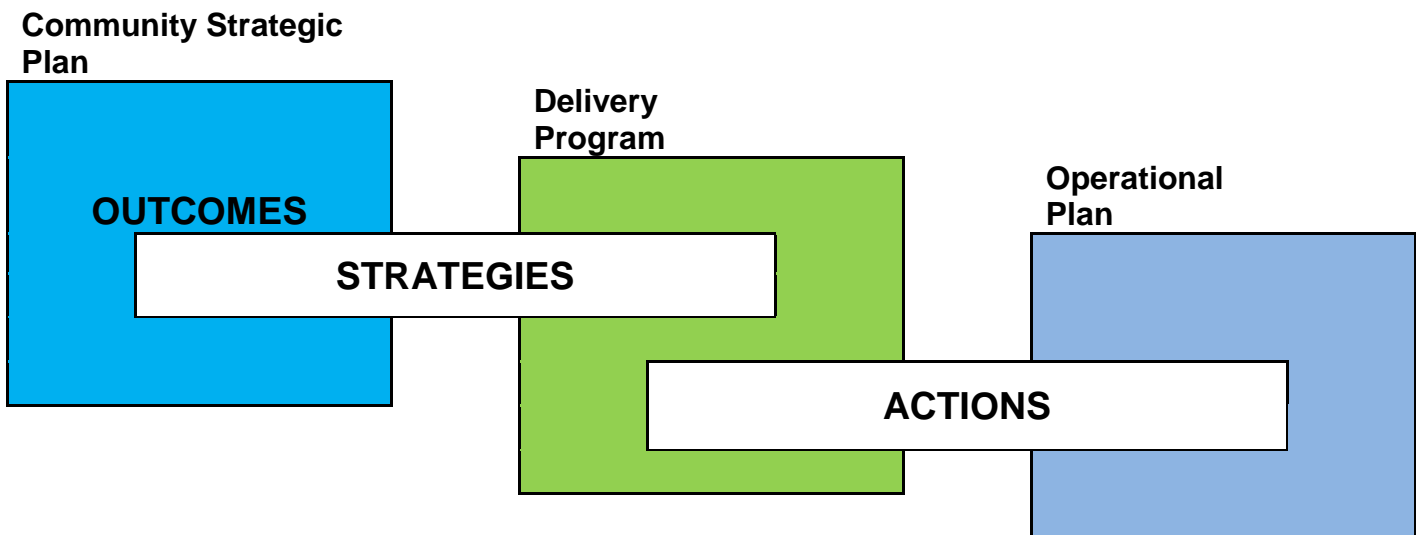 Community Strategic
Plan
Delivery
Program
Operational
Plan
OUTCOMES
STRATEGIES
ACTIONS